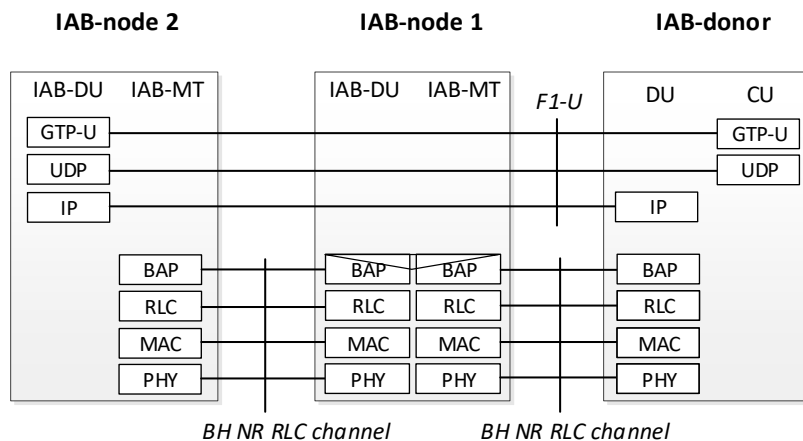 IAB-node 2 IAB-node 1 IAB-donor
IAB-DU IAB-MT IAB-DU IAB-MT F1-U DU CU
GTP-U GTP-U
UDP UDP
IP IP
BAP BAP BAP BAP
RLC RLC RLC RLC
MAC MAC MAC MAC
PHY PHY PHY PHY
BH NR RLC channel BH NR RLC channel